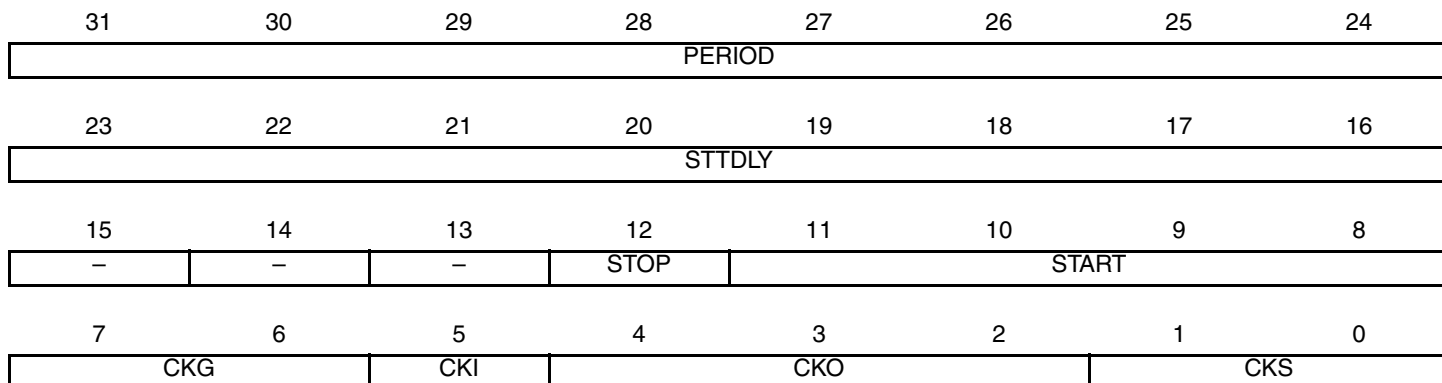 31 30 29 28 27 26 25 24
PERIOD
23 22 21 20 19 18 17 16
STTDLY
15 14 13 12 11 10 9 8
– – – STOP START
7 6 5 4 3 2 1 0
CKG CKI CKO CKS